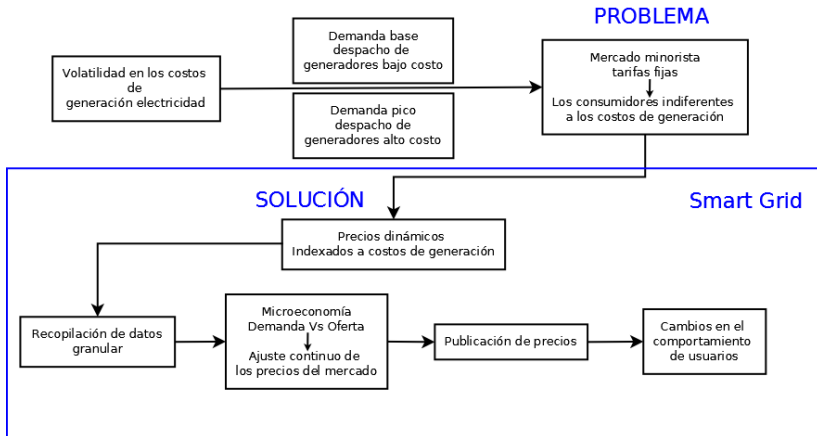 PROBLEMA
Demanda base
despacho de
generadores bajo costo
Volatilidad en los costos
de
generación electricidad
Demanda pico
despacho de
generadores alto costo
Mercado minorista
tarifas fijas
Los consumidores indiferentes
a los costos de generación
SOLUCIÓN
Smart Grid
Precios dinámicos
Indexados a costos de generación
Recopilación de datos
granular
Microeconomía
Demanda Vs Oferta
Ajuste continuo de
los precios del mercado
Publicación de precios
Cambios en el
comportamiento
de usuarios